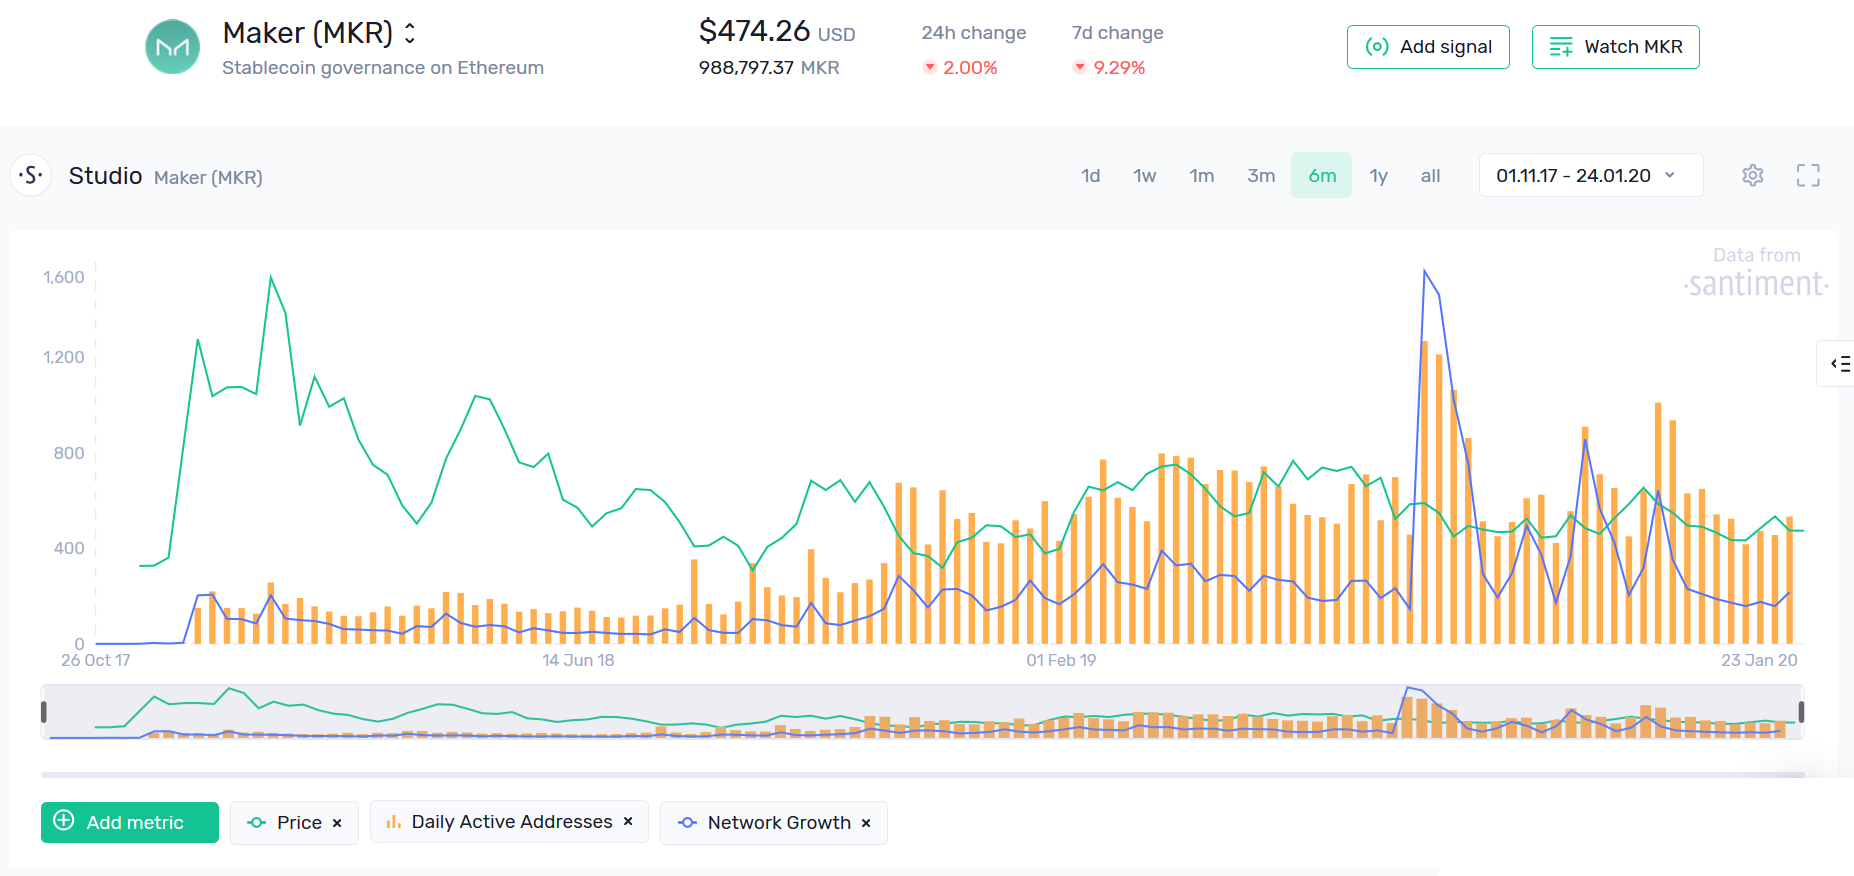 Maker (MKR)
Stablecoin governance on Ethereum
$474.26 USD
988,797.37 MKR
24h change
2.00%
7d change
9.29%
Add signal
Watch MKR
·S·
Studio Maker (MKR)
1d 1w 1m 3m 6m 1y all
01.11.17 - 24.01.20
Data from
·santiment·
1,600
1,200
800
400
0
26 Oct 17
14 Jun 18
01 Feb 19
23 Jan 20
Add metric
Price ×
Daily Active Addresses ×
Network Growth ×